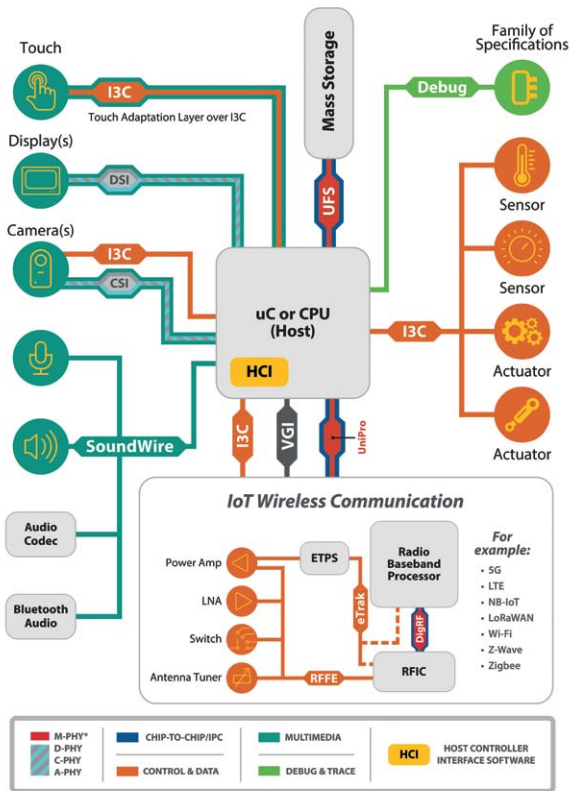 Touch
I3C
Touch Adaptation Layer over I3C
Mass Storage
Family of
Specifications
Debug
Display(s)
DSI
UFS
Sensor
Camera(s)
I3C
CSI
Sensor
uC or CPU
(Host)
I3C
HCI
Actuator
SoundWire
I3C
VGI
UniPro
Actuator
Audio
Codec
Bluetooth
Audio
IoT Wireless Communication
Power Amp
ETPS
Radio
Baseband
Processor
LNA
eTrak
Switch
DigRF
Antenna Tuner
RFFE
RFIC
For
example:
• 5G
• LTE
• NB-IoT
• LoRaWAN
• Wi-Fi
• Z-Wave
• Zigbee
M-PHY®
D-PHY
C-PHY
A-PHY
CHIP-TO-CHIP/IPC
CONTROL & DATA
MULTIMEDIA
DEBUG & TRACE
HCI
HOST CONTROLLER
INTERFACE SOFTWARE